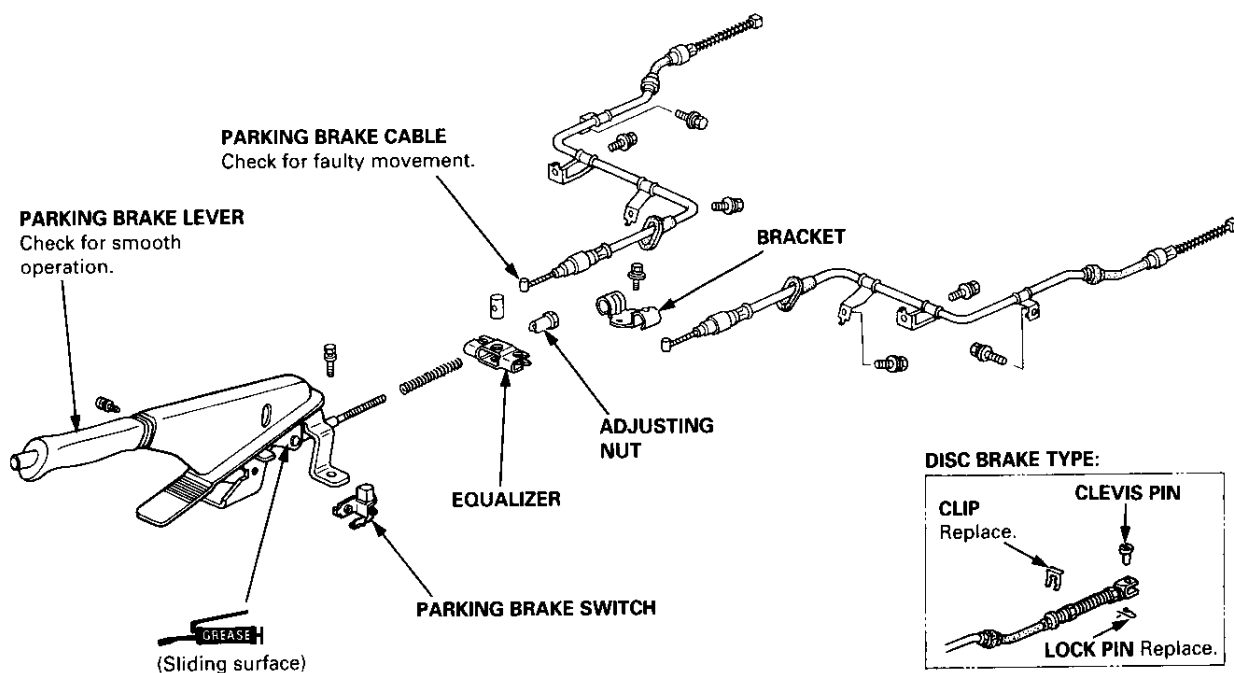 PARKING BRAKE CABLE
Check for faulty movement.
PARKING BRAKE LEVER
Check for smooth
operation.
BRACKET
ADJUSTING
NUT
EQUALIZER
PARKING BRAKE SWITCH
GREASE
(Sliding surface)
DISC BRAKE TYPE:
CLEVIS PIN
CLIP
Replace.
LOCK PIN Replace.